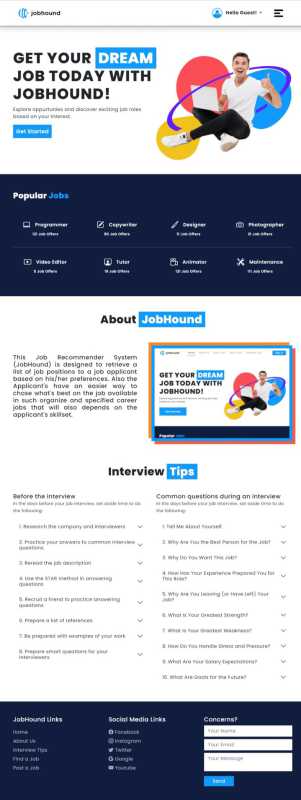 jobhound
Hello Guest!
GET YOUR DREAM
JOB TODAY WITH
JOBHOUND!
Explore opportunities and discover existing job roles
based on your interest.
Get Started
Popular Jobs
Programmer
Copywriter
Designer
Photographer
Job Offers
Job Offers
Job Offers
21 Job Offers
Video Editor
Tutor
Animator
Maintenance
Job Offers
Job Offers
121 Job Offers
111 Job Offers
About JobHound
This Job Recommender System
(JobHound) is designed to retrieve a
list of job positions to a job applicant
based on his/her preferences. Also the
Applicant's have an easier way to
chose what's best on the job available
in such organize and specified career
jobs that will also depends on the
applicant's skillset.
GET YOUR DREAM
JOB TODAY WITH
JOBHOUND!
Popular Jobs
Interview Tips
Before the interview
In the days before your job interview, set aside time to do
the following:
1. Research the company and interviewers
2. Practice your answers to common interview
questions
3. Reread the job description
4. Use the STAR method in answering
questions
5. Recruit a friend to practice answering
questions
6. Prepare a list of references
7. Be prepared with examples of your work
8. Prepare smart questions for your
interviewers
Common questions during an interview
In the days before your job interview, set aside time to do
the following:
1. Tell Me About Yourself
2. Why Are You the Best Person for the Job?
3. Why Do You Want This Job?
4. How Has Your Experience Prepared You for
This Role?
5. Why Are You Leaving (or Have Left) Your
Job?
6. What Is Your Greatest Strength?
7. What Is Your Greatest Weakness?
8. How Do You Handle Stress and Pressure?
9. What Are Your Salary Expectations?
10. What Are Goals for the Future?
JobHound Links
Home
About Us
Interview Tips
Find a Job
Post a Job
Social Media Links
Facebook
Instagram
Twitter
Google
Youtube
Concerns?
Your Name
Your Email
Your Message
Send